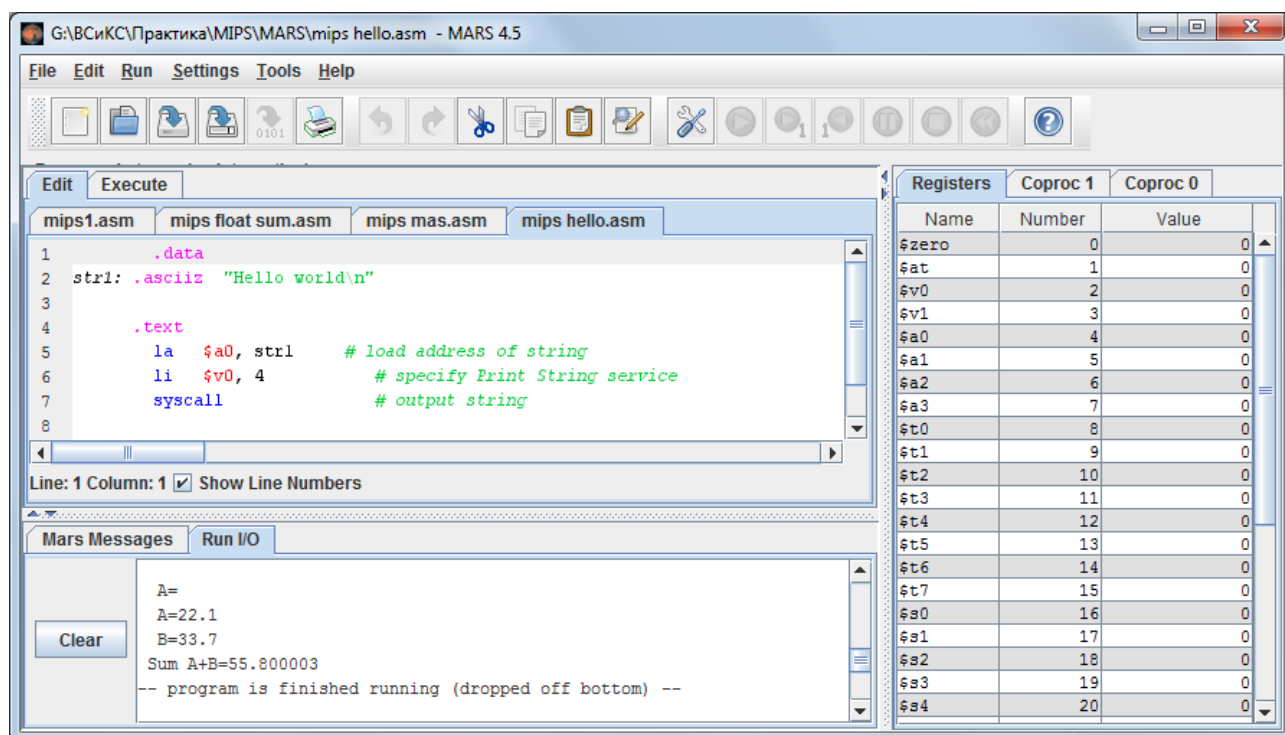 G:\ВСиКС\Практика\MIPS\MARS\mips hello.asm - MARS 4.5
File Edit Run Settings Tools Help
Edit Execute
mips1.asm mips float sum.asm mips mas.asm mips hello.asm
1 .data
2 str1: .asciiz "Hello world\n"
3
4 .text
5 la $a0, str1 # load address of string
6 li $v0, 4 # specify Print String service
7 syscall # output string
8
Line: 1 Column: 1 Show Line Numbers
Mars Messages Run I/O
Clear
A=
A=22.1
B=33.7
Sum A+B=55.800003
-- program is finished running (dropped off bottom) --
Registers Coproc 1 Coproc 0
Name Number Value
$zero 0 0
$at 1 0
$v0 2 0
$v1 3 0
$a0 4 0
$a1 5 0
$a2 6 0
$a3 7 0
$t0 8 0
$t1 9 0
$t2 10 0
$t3 11 0
$t4 12 0
$t5 13 0
$t6 14 0
$t7 15 0
$s0 16 0
$s1 17 0
$s2 18 0
$s3 19 0
$s4 20 0